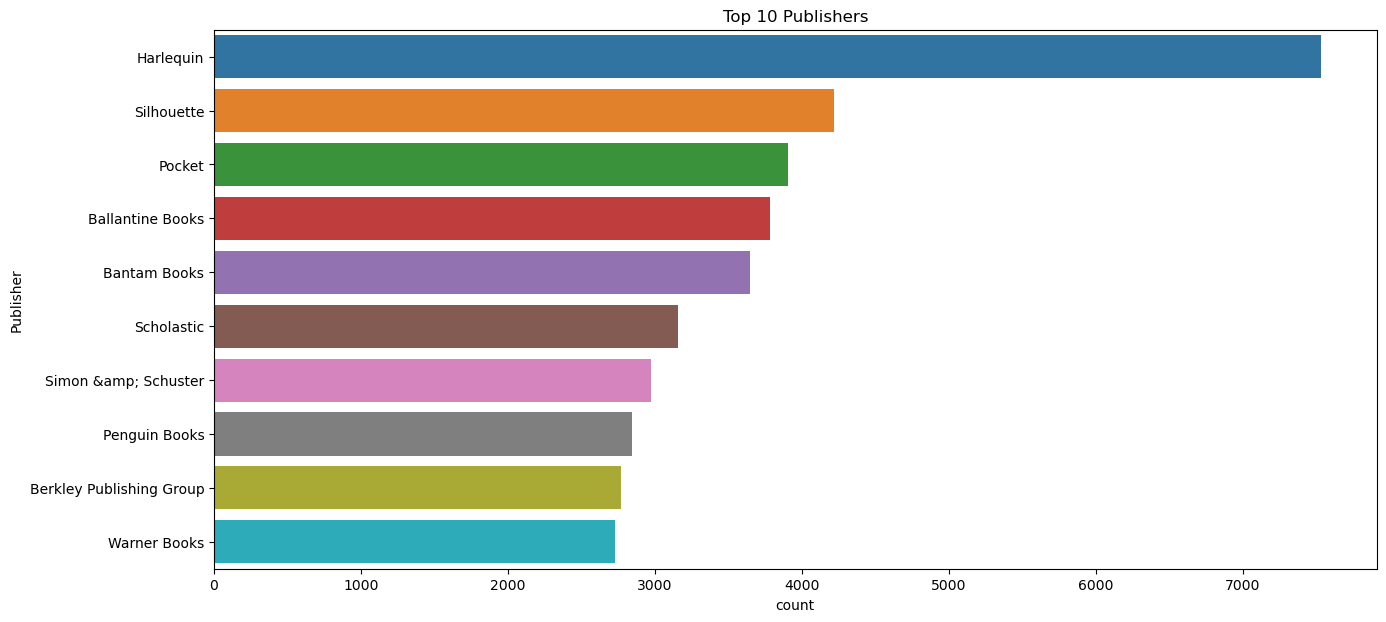 Top 10 Publishers
Publisher
Harlequin
Silhouette
Pocket
Ballantine Books
Bantam Books
Scholastic
Simon &amp; Schuster
Penguin Books
Berkley Publishing Group
Warner Books
0 1000 2000 3000 4000 5000 6000 7000
count